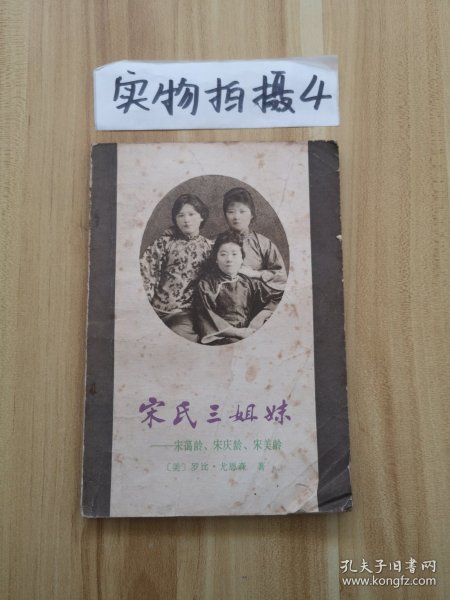 实物拍摄4
宋氏三姐妹
——宋蔼龄、宋庆龄、宋美龄
〔美〕罗比·尤恩森 著
孔夫子旧书网
www.kongfz.com